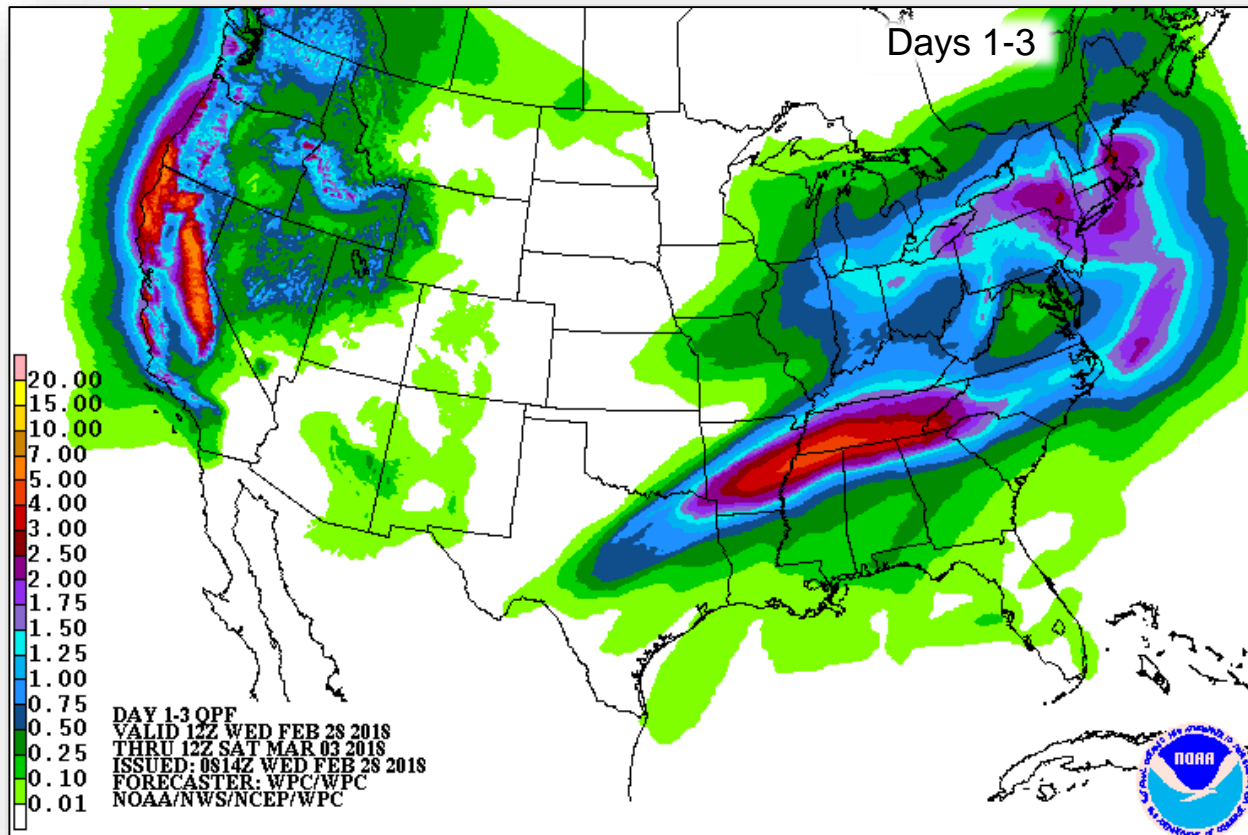 Days 1-3
20.00
15.00
10.00
7.00
5.00
4.00
3.00
2.50
2.00
1.75
1.50
1.25
1.00
0.75
0.50
0.25
0.10
0.01
DAY 1-3 QPF
VALID 12Z WED FEB 28 2018
THRU 12Z SAT MAR 03 2018
ISSUED: 0814Z WED FEB 28 2018
FORECASTER: WPC/WPC
NOAA/NWS/NCEP/WPC
NOAA